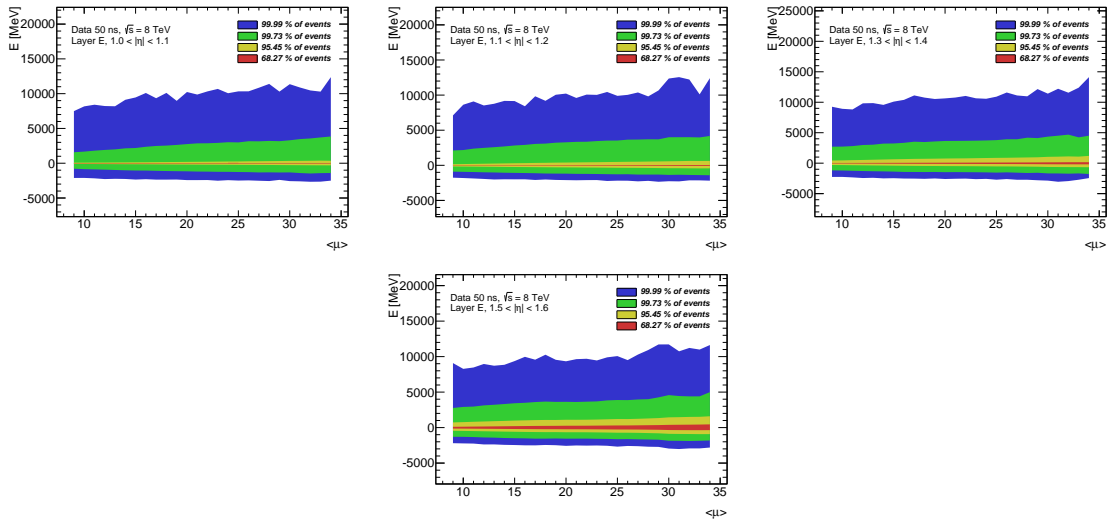 E [MeV]
20000
15000
10000
5000
0
-5000
Data 50 ns, √s = 8 TeV
Layer E, 1.0 < |η| < 1.1
99.99 % of events
99.73 % of events
95.45 % of events
68.27 % of events
10 15 20 25 30 35
<μ>
E [MeV]
20000
15000
10000
5000
0
-5000
Data 50 ns, √s = 8 TeV
Layer E, 1.1 < |η| < 1.2
99.99 % of events
99.73 % of events
95.45 % of events
68.27 % of events
10 15 20 25 30 35
<μ>
E [MeV]
25000
20000
15000
10000
5000
0
-5000
Data 50 ns, √s = 8 TeV
Layer E, 1.3 < |η| < 1.4
99.99 % of events
99.73 % of events
95.45 % of events
68.27 % of events
10 15 20 25 30 35
<μ>
E [MeV]
20000
15000
10000
5000
0
-5000
Data 50 ns, √s = 8 TeV
Layer E, 1.5 < |η| < 1.6
99.99 % of events
99.73 % of events
95.45 % of events
68.27 % of events
10 15 20 25 30 35
<μ>